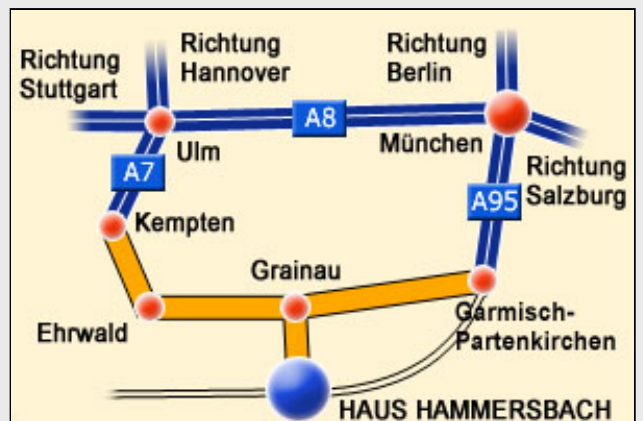 Richtung
Stuttgart
Richtung
Hannover
Richtung
Berlin
A8
Ulm
München
A7
Richtung
Salzburg
A95
Kempten
Grainau
Ehrwald
Garmisch-
Partenkirchen
HAUS HAMMERSBACH